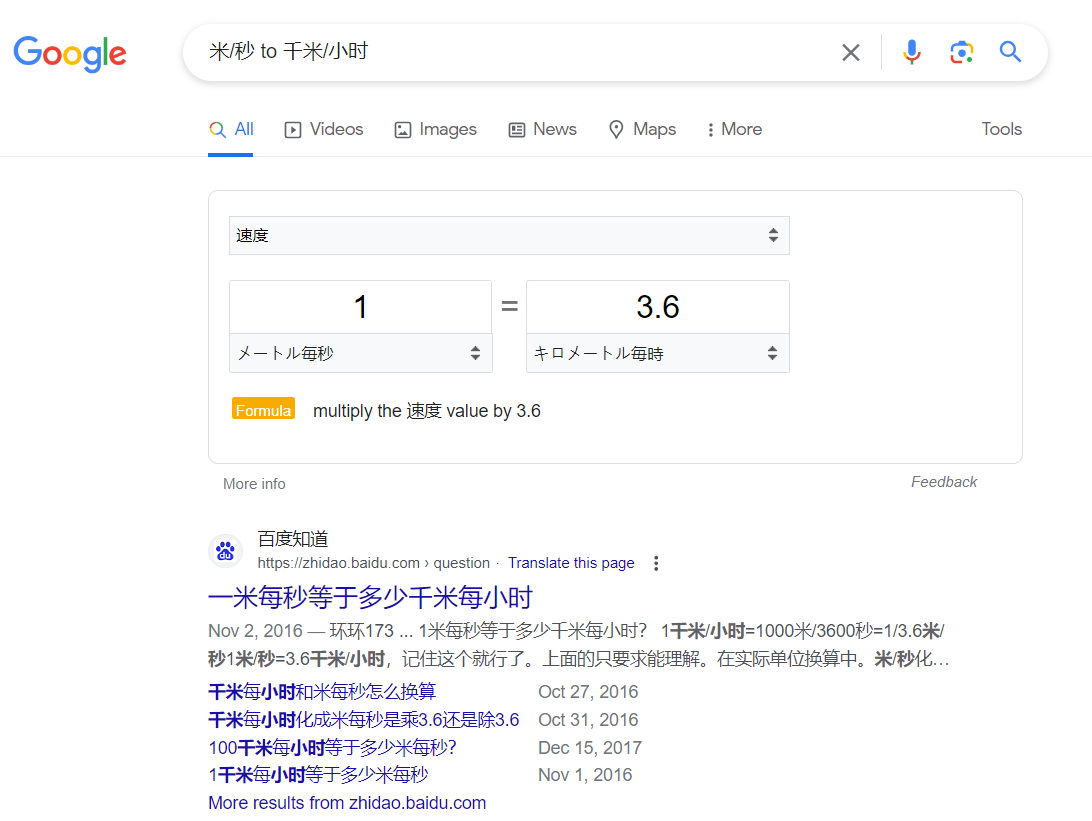 Google
米/秒 to 千米/小时
All Videos Images News Maps More Tools
速度
1 = 3.6
メートル毎秒 キロメートル毎時
Formula multiply the 速度 value by 3.6
More info Feedback
百度知道
https://zhidao.baidu.com › question · Translate this page
一米每秒等于多少千米每小时
Nov 2, 2016 — 环环173 ... 1米每秒等于多少千米每小时? 1千米/小时=1000米/3600秒=1/3.6米/
秒1米/秒=3.6千米/小时，记住这个就行了。上面的只要求能理解。在实际单位换算中。米/秒化…
千米每小时和米每秒怎么换算 Oct 27, 2016
千米每小时化成米每秒是乘3.6还是除3.6 Oct 31, 2016
100千米每小时等于多少米每秒？ Dec 15, 2017
1千米每小时等于多少米每秒 Nov 1, 2016
More results from zhidao.baidu.com